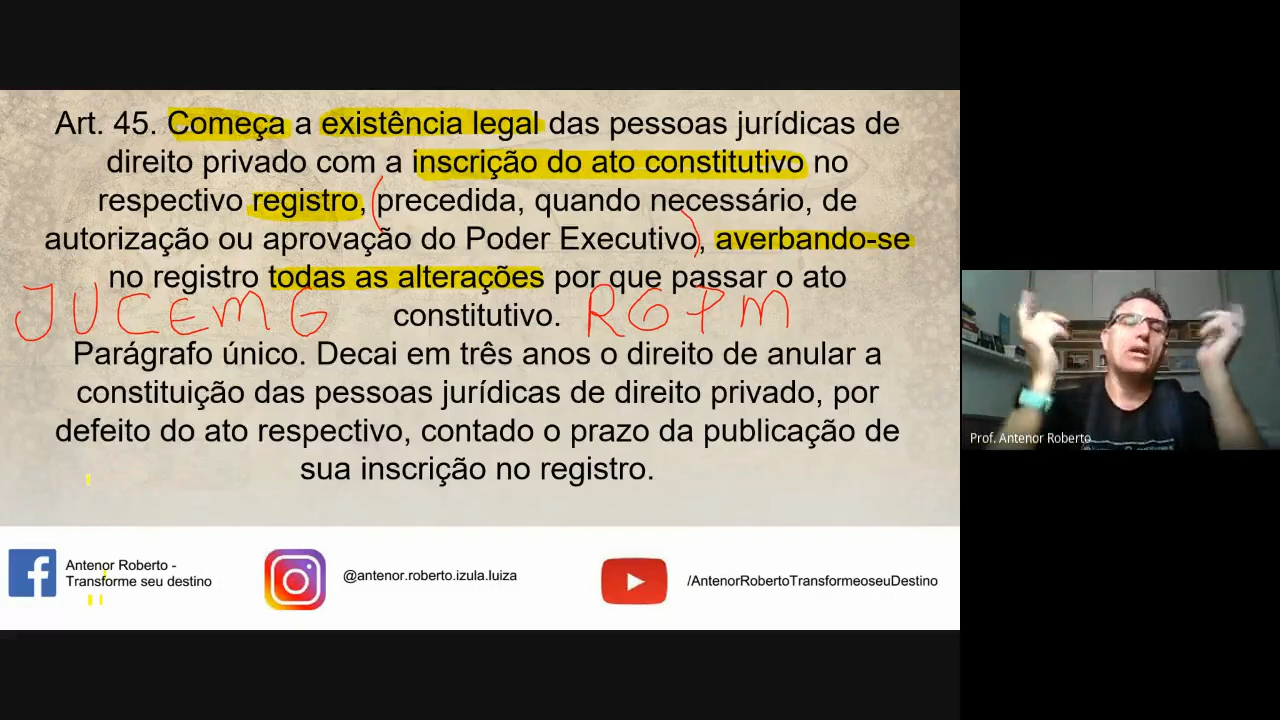 Art. 45. Começa a existência legal das pessoas jurídicas de
direito privado com a inscrição do ato constitutivo no
respectivo registro, (precedida, quando necessário, de
autorização ou aprovação do Poder Executivo), averbando-se
no registro todas as alterações por que passar o ato
JUCEMG constitutivo. RGPM
Parágrafo único. Decai em três anos o direito de anular a
constituição das pessoas jurídicas de direito privado, por
defeito do ato respectivo, contado o prazo da publicação de
sua inscrição no registro.
Prof. Antenor Roberto
Antenor Roberto -
Transforme seu destino
@antenor.roberto.izula.luiza
/AntenorRobertoTransformeoseuDestino